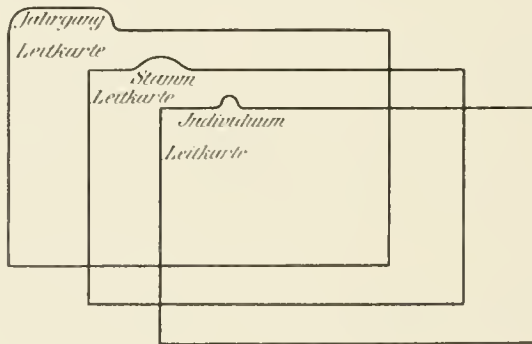 Jahrgang
Leitkarte
Stamm
Leitkarte
Individuum
Leitkarte